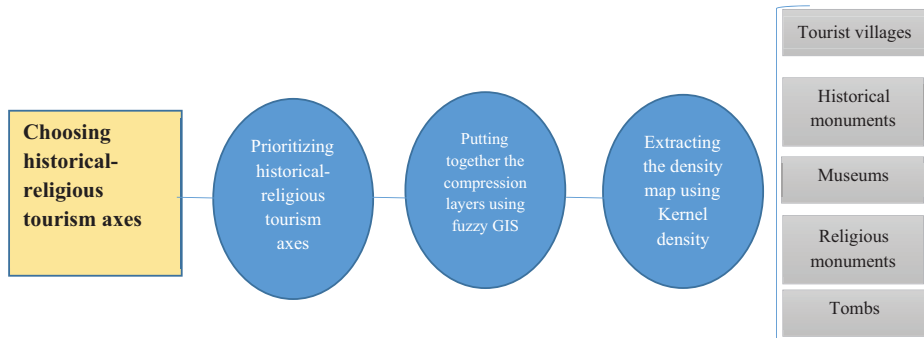 Choosing
historical-
religious
tourism axes
Prioritizing
historical-
religious
tourism
axes
Putting
together the
compression
layers using
fuzzy GIS
Extracting
the density
map using
Kernel
density
Tourist villages
Historical
monuments
Museums
Religious
monuments
Tombs